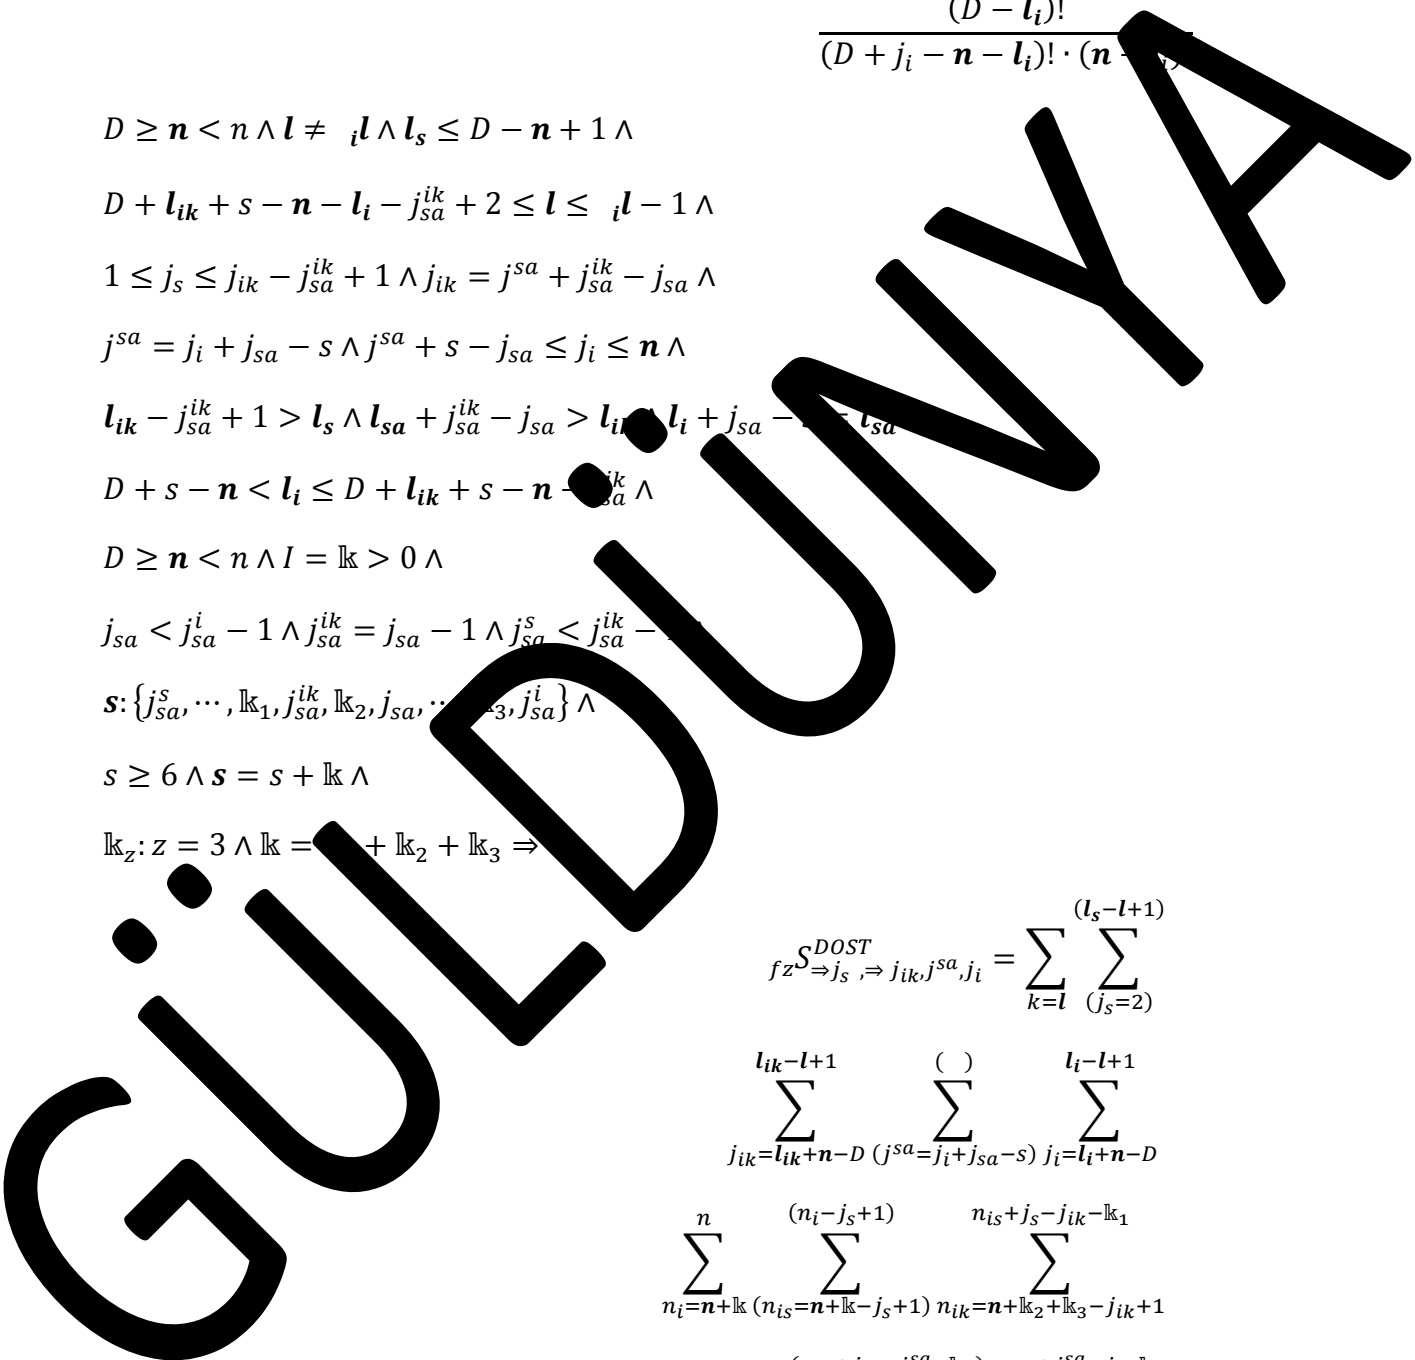 (D − l_i)!
(D + j_i − n − l_i)! · (n
D ≥ n < n ∧ l ≠ _il ∧ l_s ≤ D − n + 1 ∧
D + l_ik + s − n − l_i − j_sa^ik + 2 ≤ l ≤ _il − 1 ∧
1 ≤ j_s ≤ j_ik − j_sa^ik + 1 ∧ j_ik = j^sa + j_sa^ik − j_sa ∧
j^sa = j_i + j_sa − s ∧ j^sa + s − j_sa ≤ j_i ≤ n ∧
l_ik − j_sa^ik + 1 > l_s ∧ l_sa + j_sa^ik − j_sa > l_ik ∧ l_i + j_sa − = l_sa
D + s − n < l_i ≤ D + l_ik + s − n − j_sa^ik ∧
D ≥ n < n ∧ I = 𝕜 > 0 ∧
j_sa < j_sa^i − 1 ∧ j_sa^ik = j_sa − 1 ∧ j_sa^s < j_sa^ik −
s: {j_sa^s, ⋯ , 𝕜_1, j_sa^ik, 𝕜_2, j_sa, ⋯ 𝕜_3, j_sa^i} ∧
s ≥ 6 ∧ s = s + 𝕜 ∧
𝕜_z: z = 3 ∧ 𝕜 = + 𝕜_2 + 𝕜_3 ⇒
GÜLDÜNYA
(l_s−l+1)
_fzS_⇒j_s ,⇒ j_ik,j^sa,j_i^DOST = ∑ ∑
k=l (j_s=2)
l_ik−l+1 ( ) l_i−l+1
∑ ∑ ∑
j_ik=l_ik+n−D (j^sa=j_i+j_sa−s) j_i=l_i+n−D
n (n_i−j_s+1) n_is+j_s−j_ik−𝕜_1
∑ ∑ ∑
n_i=n+𝕜 (n_is=n+𝕜−j_s+1) n_ik=n+𝕜_2+𝕜_3−j_ik+1